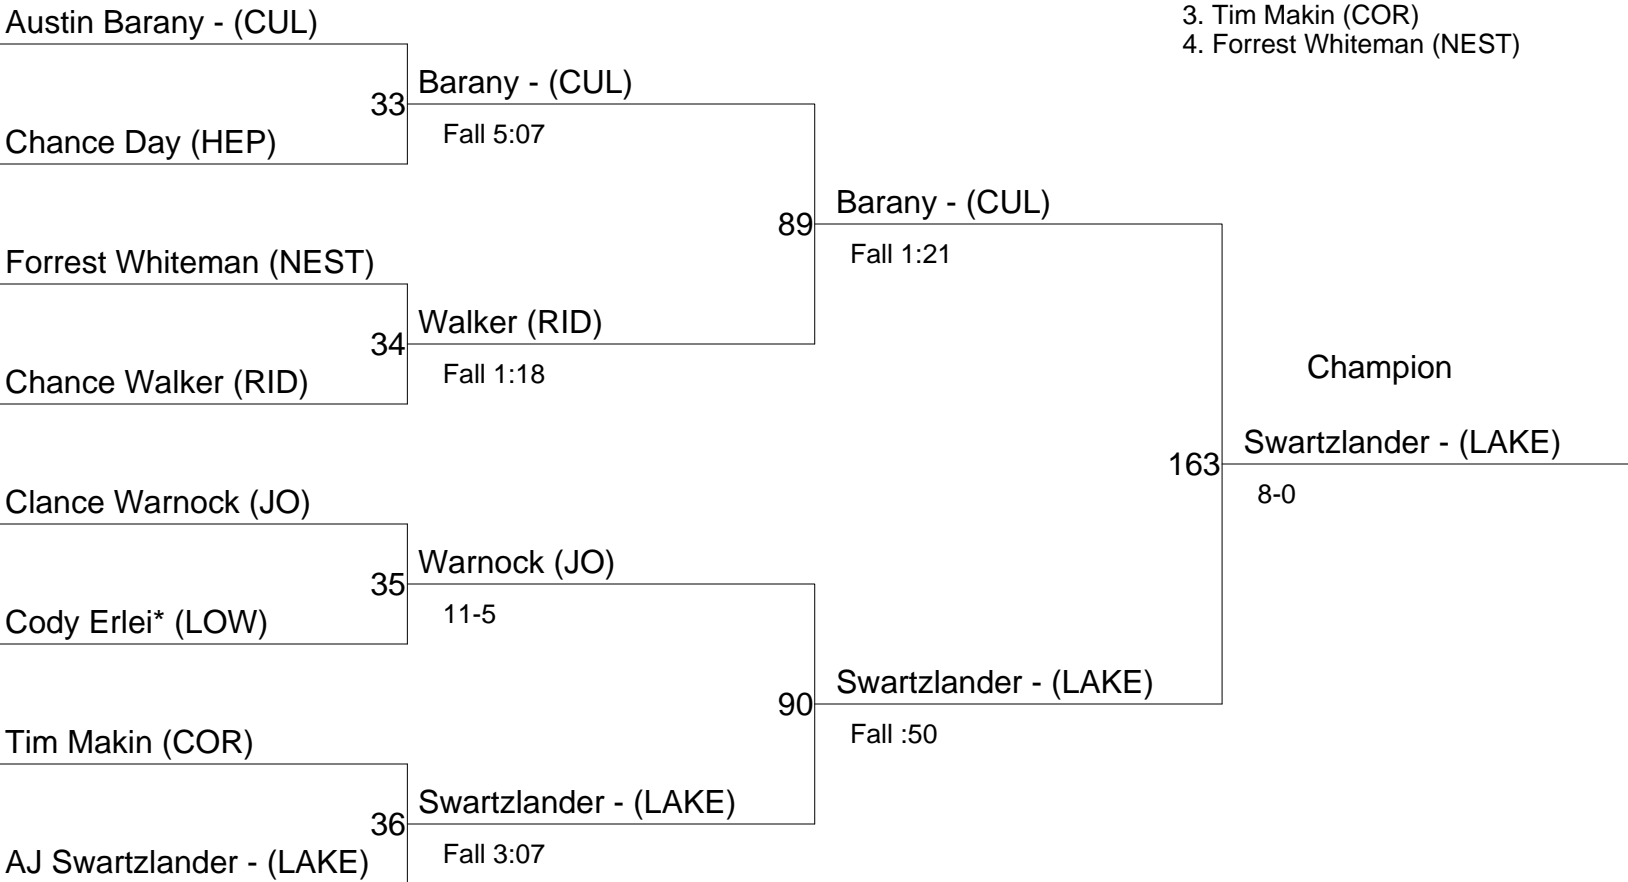 3. Tim Makin (COR)
4. Forrest Whiteman (NEST)
Austin Barany - (CUL)
33
Barany - (CUL)
Fall 5:07
Chance Day (HEP)
89
Barany - (CUL)
Fall 1:21
Forrest Whiteman (NEST)
34
Walker (RID)
Fall 1:18
Chance Walker (RID)
Champion
163
Swartzlander - (LAKE)
8-0
Clance Warnock (JO)
35
Warnock (JO)
11-5
Cody Erlei* (LOW)
90
Swartzlander - (LAKE)
Fall :50
Tim Makin (COR)
36
Swartzlander - (LAKE)
Fall 3:07
AJ Swartzlander - (LAKE)